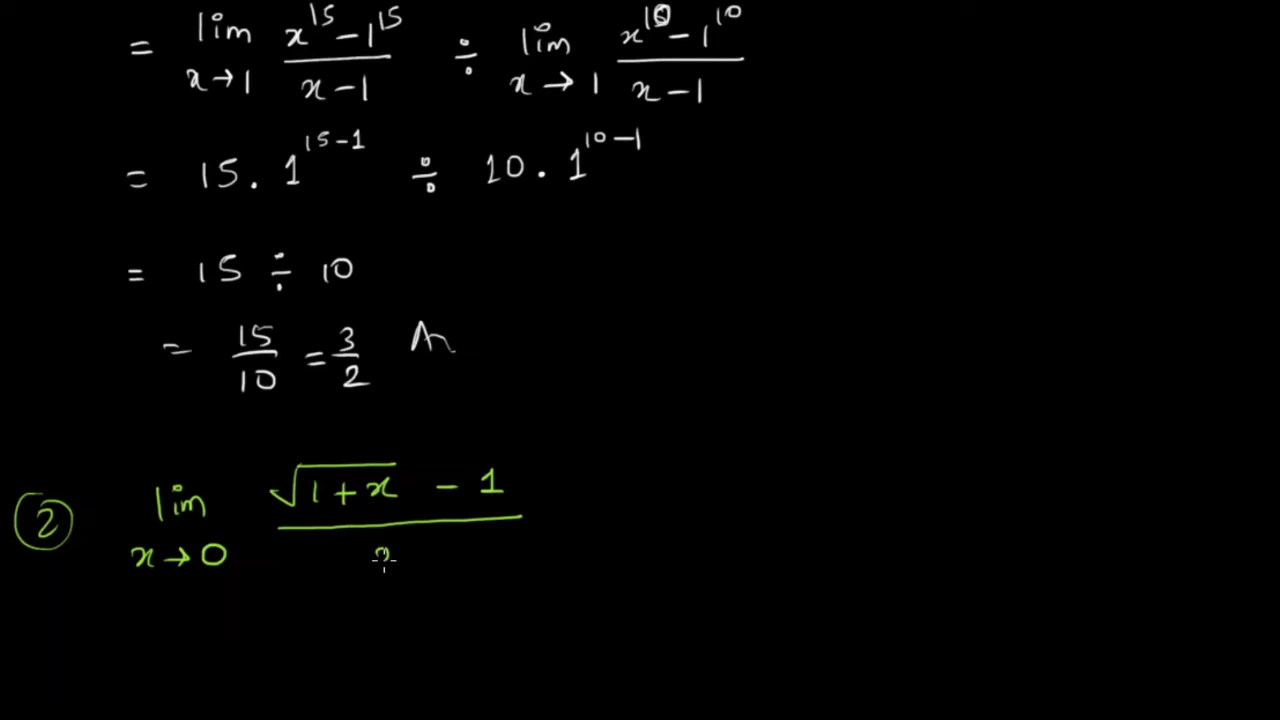 = lim x→1 (x^15 − 1^15)/(x − 1) ÷ lim x→1 (x^10 − 1^10)/(x − 1)
= 15 . 1^(15−1) ÷ 10 . 1^(10−1)
= 15 ÷ 10
= 15/10 = 3/2 An
② lim x→0 (√(1+x) − 1)/